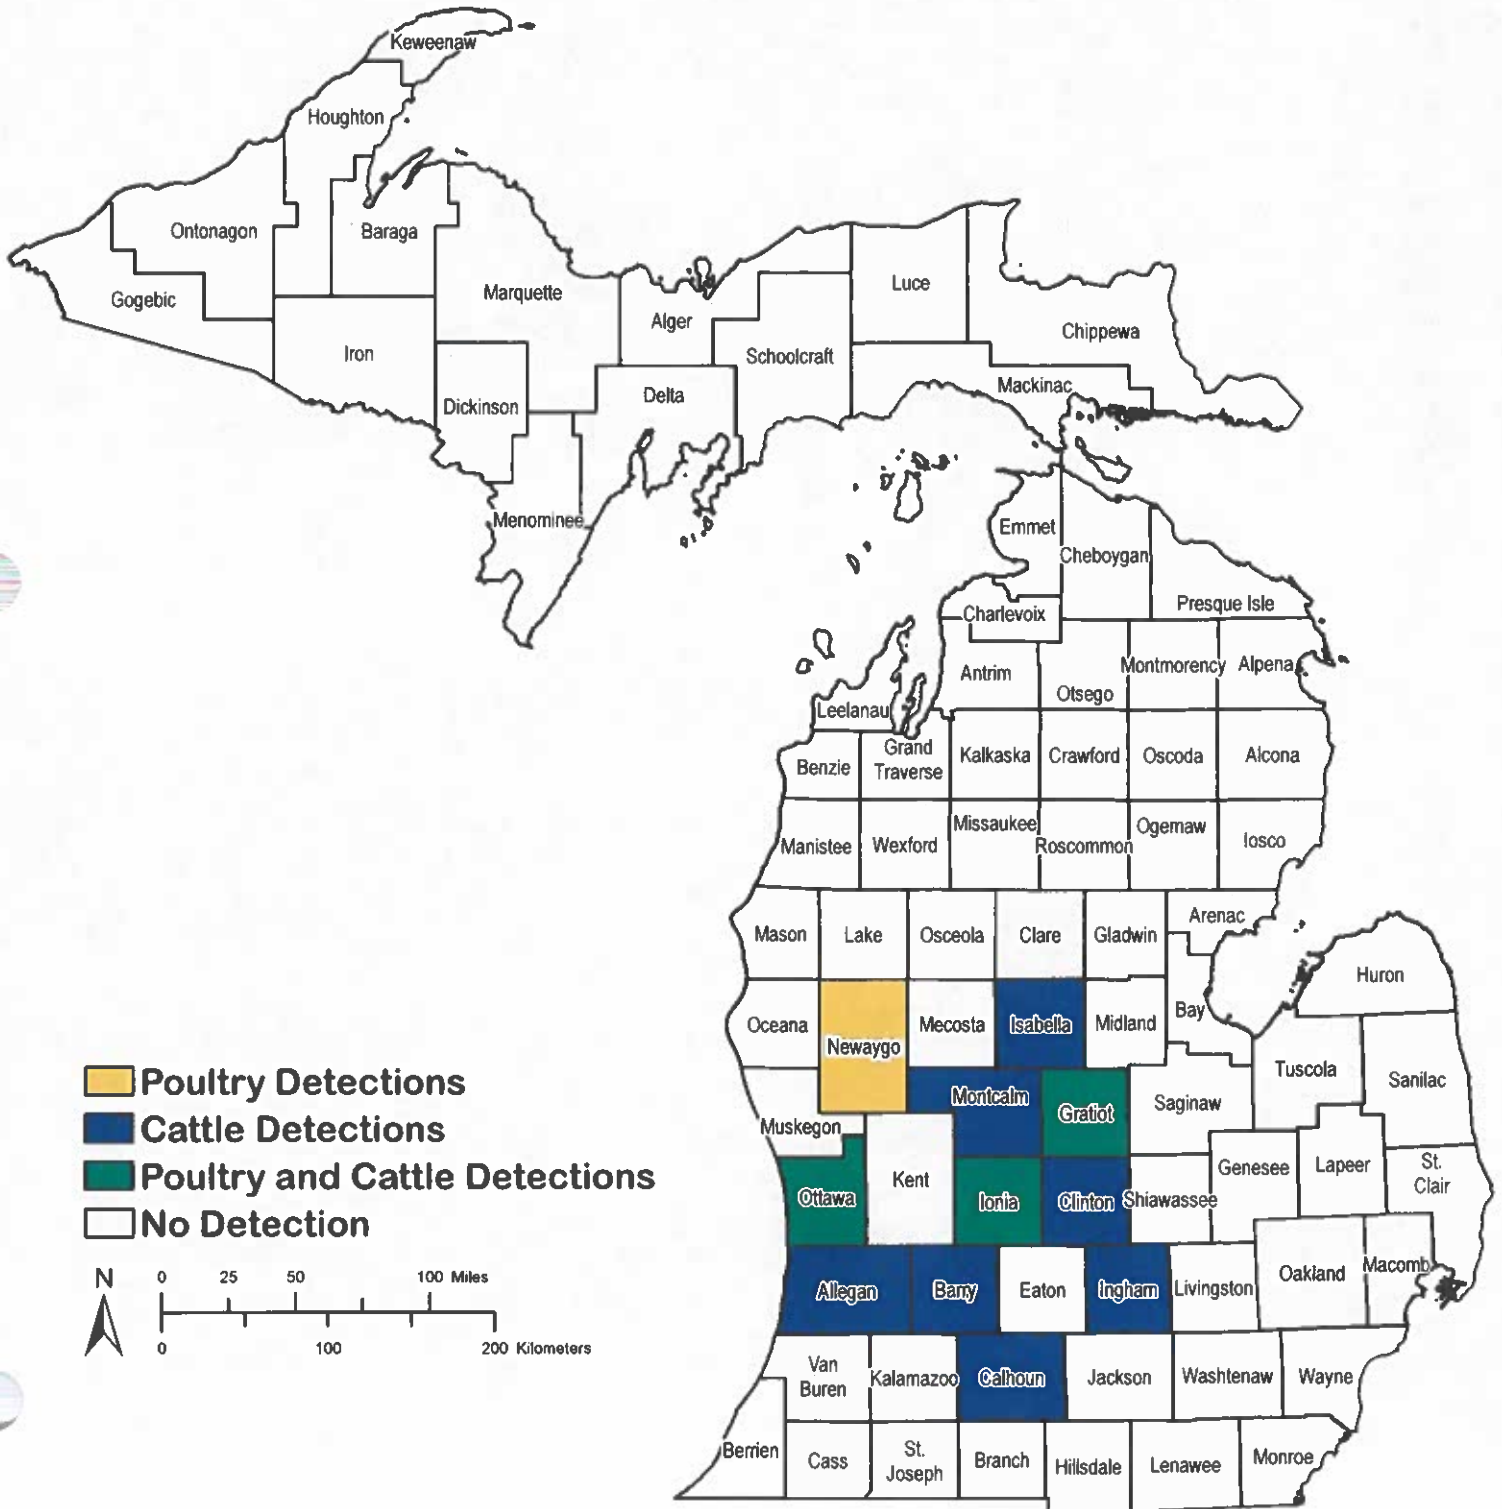 Keweenaw
Houghton
Ontonagon
Baraga
Gogebic
Marquette
Luce
Alger
Chippewa
Iron
Schoolcraft
Mackinac
Delta
Dickinson
Menominee
Emmet
Cheboygan
Presque Isle
Charlevoix
Antrim
Montmorency
Alpena
Otsego
Leelanau
Grand
Traverse
Benzie
Kalkaska
Crawford
Oscoda
Alcona
Missaukee
Ogemaw
Manistee
Wexford
Roscommon
Iosco
Arenac
Mason
Lake
Osceola
Clare
Gladwin
Huron
Bay
Oceana
Newaygo
Mecosta
Isabella
Midland
Tuscola
Sanilac
Poultry Detections
Cattle Detections
Poultry and Cattle Detections
No Detection
Montcalm
Gratiot
Saginaw
Muskegon
Genesee
Lapeer
St.
Clair
Kent
Ottawa
Ionia
Clinton
Shiawassee
Allegan
Barry
Eaton
Ingham
Livingston
Oakland
Macomb
N
0 25 50 100 Miles
0 100 200 Kilometers
Van
Buren
Kalamazoo
Calhoun
Jackson
Washtenaw
Wayne
Berrien
Cass
St.
Joseph
Branch
Hillsdale
Lenawee
Monroe